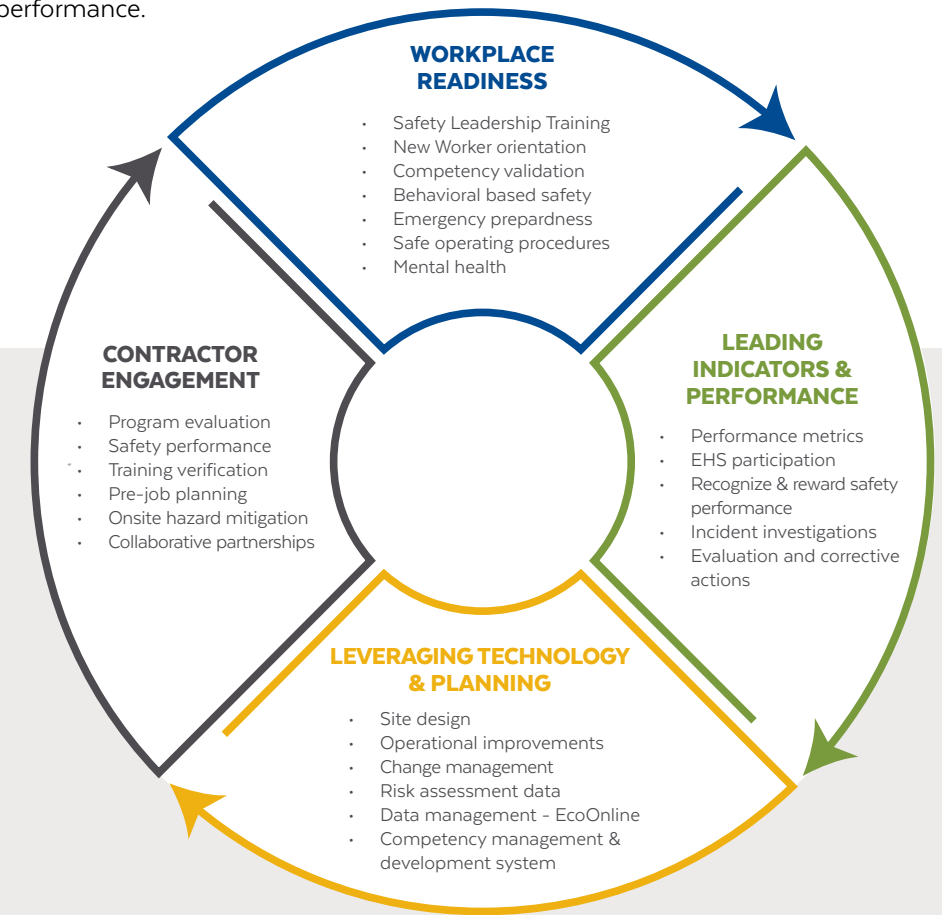 performance.
WORKPLACE
READINESS
• Safety Leadership Training
• New Worker orientation
• Competency validation
• Behavioral based safety
• Emergency prepardness
• Safe operating procedures
• Mental health
LEADING
INDICATORS &
PERFORMANCE
• Performance metrics
• EHS participation
• Recognize & reward safety
performance
• Incident investigations
• Evaluation and corrective
actions
LEVERAGING TECHNOLOGY
& PLANNING
• Site design
• Operational improvements
• Change management
• Risk assessment data
• Data management - EcoOnline
• Competency management &
development system
CONTRACTOR
ENGAGEMENT
• Program evaluation
• Safety performance
• Training verification
• Pre-job planning
• Onsite hazard mitigation
• Collaborative partnerships